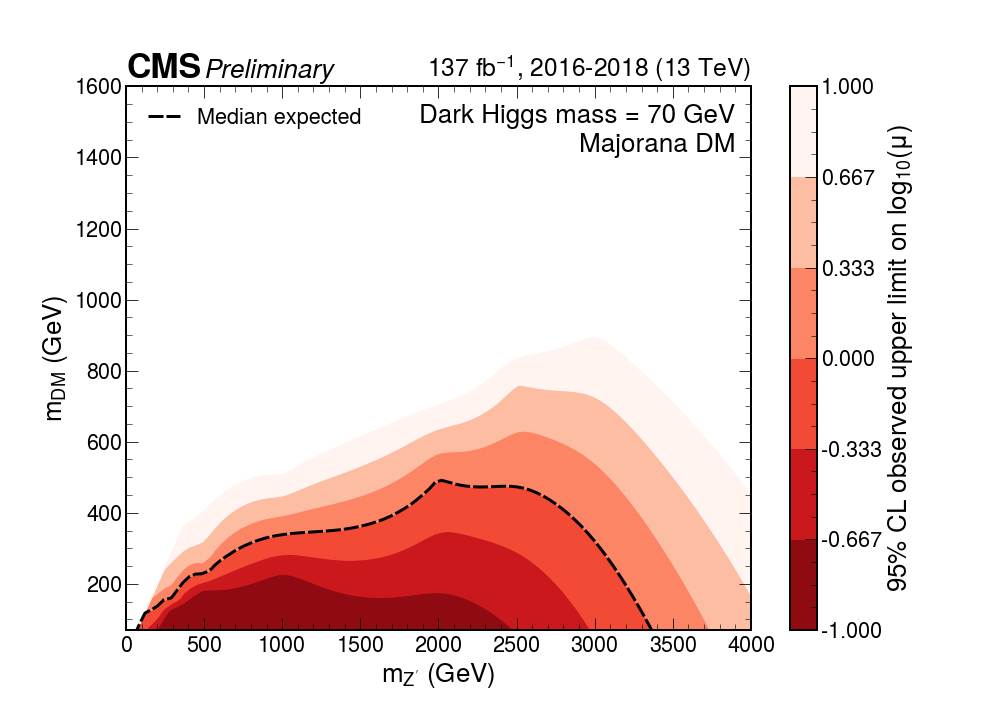 CMS Preliminary
137 fb⁻¹, 2016-2018 (13 TeV)
Median expected
Dark Higgs mass = 70 GeV
Majorana DM
1600
1400
1200
1000
800
600
400
200
m_DM (GeV)
0 500 1000 1500 2000 2500 3000 3500 4000
m_Z′ (GeV)
1.000
0.667
0.333
0.000
-0.333
-0.667
-1.000
95% CL observed upper limit on log₁₀(μ)